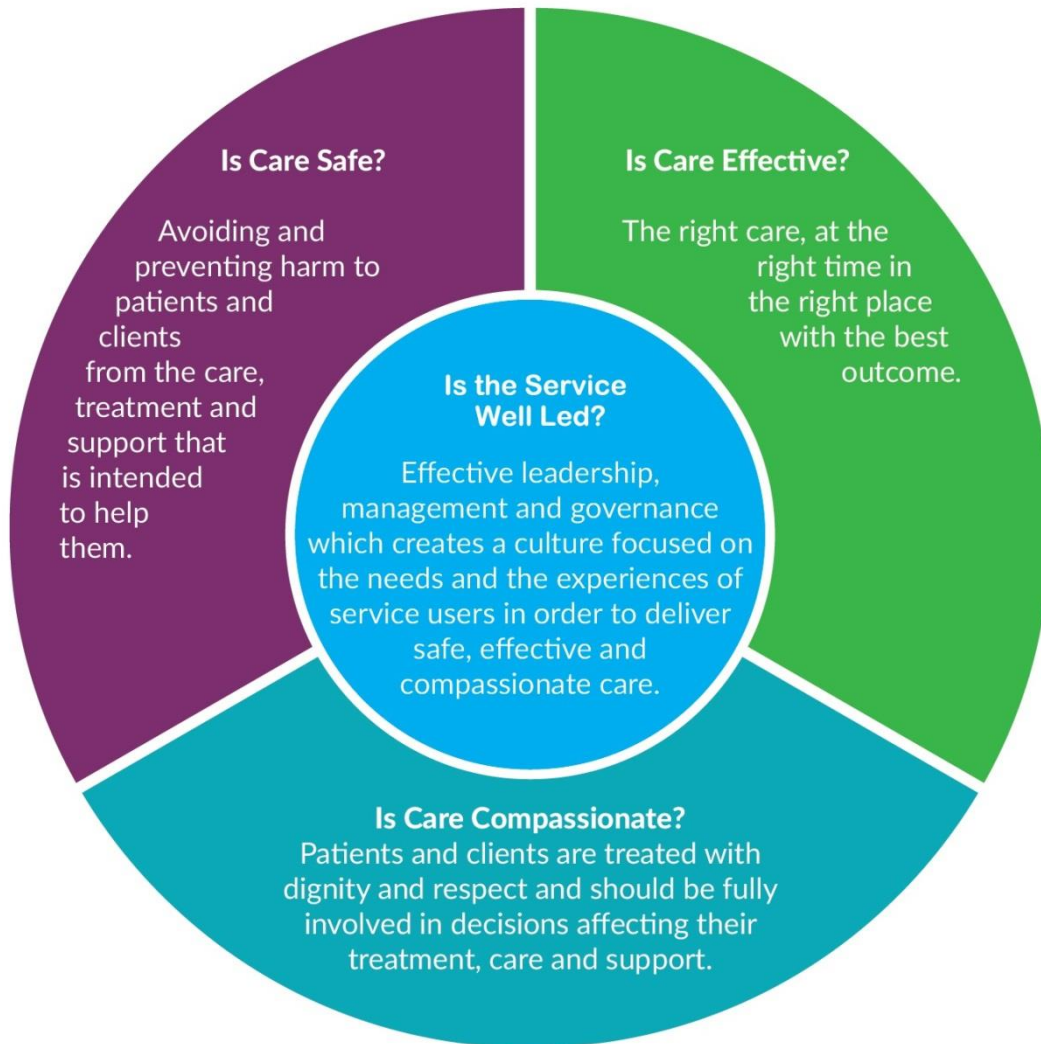 Is Care Safe?
Avoiding and
preventing harm to
patients and
clients
from the care,
treatment and
support that
is intended
to help
them.
Is Care Effective?
The right care, at the
right time in
the right place
with the best
outcome.
Is the Service
Well Led?
Effective leadership,
management and governance
which creates a culture focused on
the needs and the experiences of
service users in order to deliver
safe, effective and
compassionate care.
Is Care Compassionate?
Patients and clients are treated with
dignity and respect and should be fully
involved in decisions affecting their
treatment, care and support.